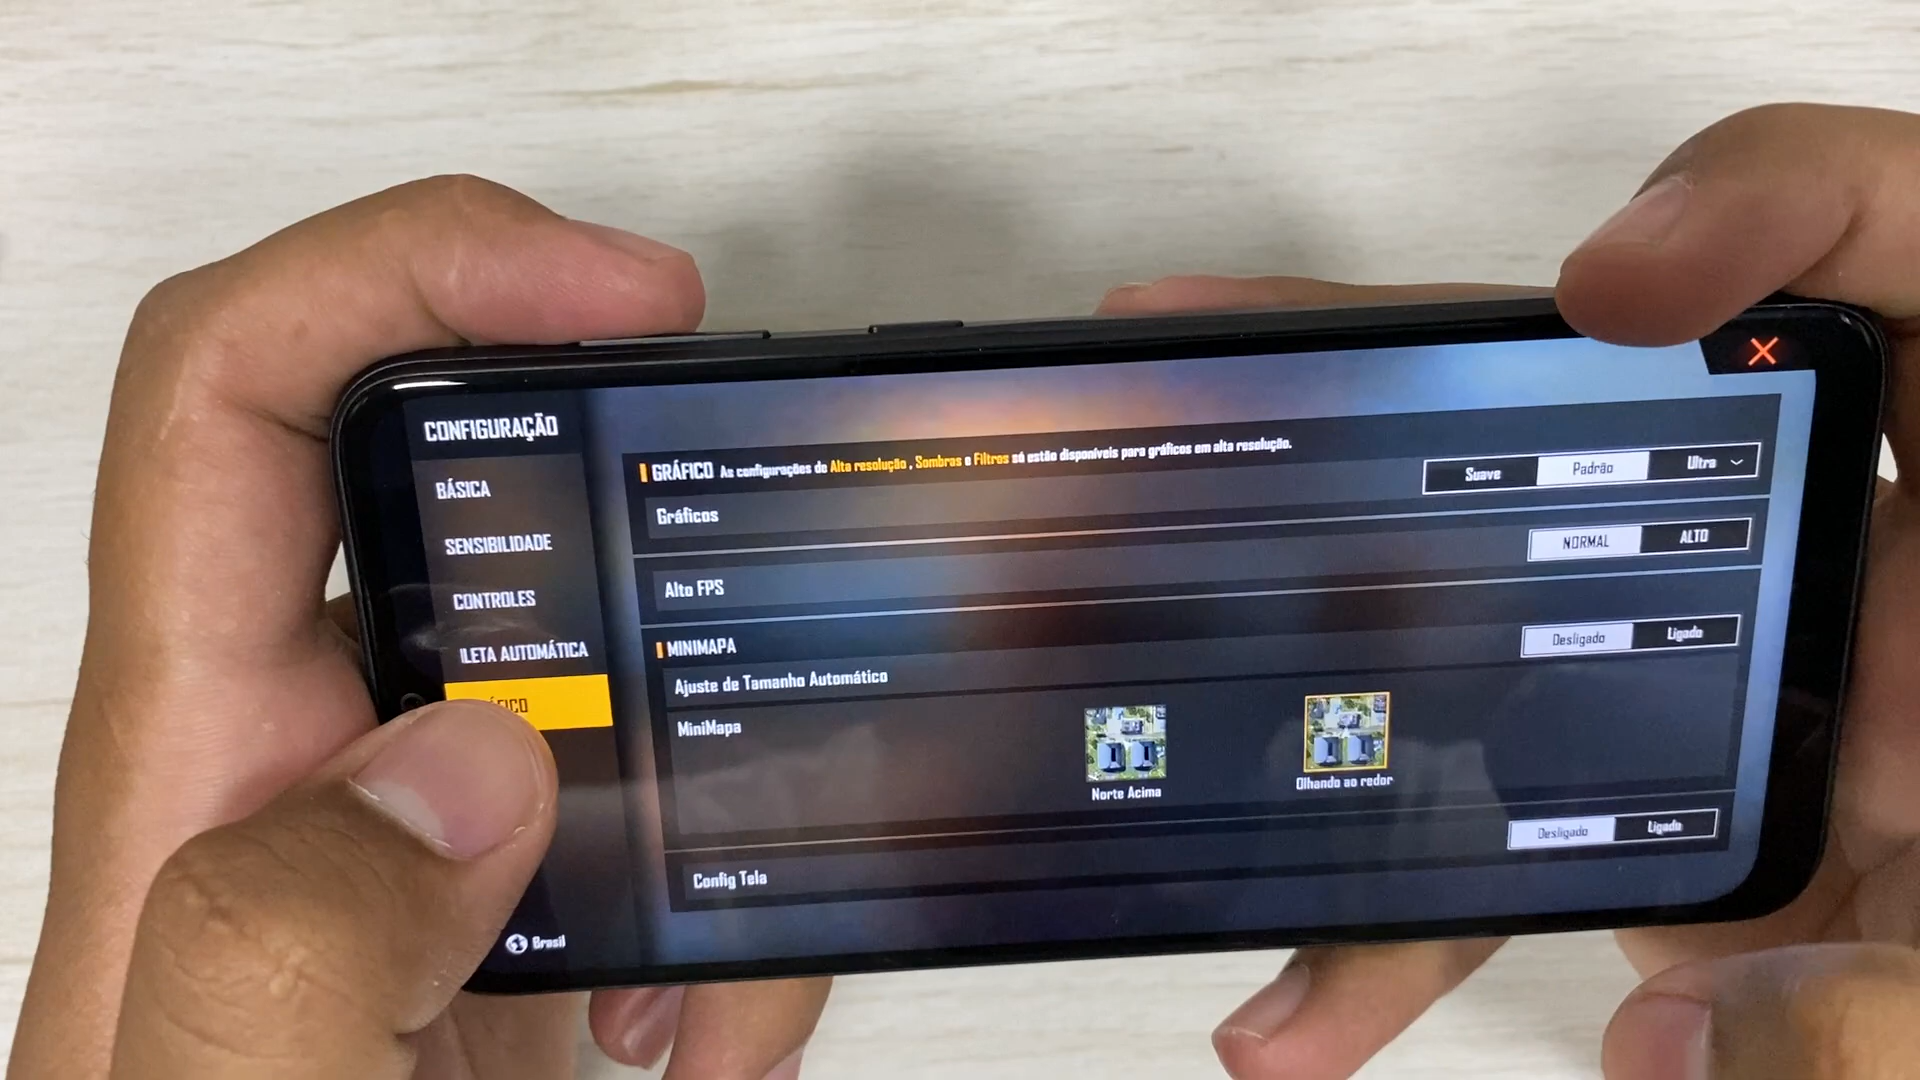 CONFIGURAÇÃO
BÁSICA
SENSIBILIDADE
CONTROLES
LETA AUTOMÁTICA
FICO
Brasil
GRÁFICO As configurações de Alta resolução , Sombras e Filtros só estão disponíveis para gráficos em alta resolução.
Gráficos
Suave Padrão Ultra
Alto FPS
NORMAL ALTO
MINIMAPA
Ajuste de Tamanho Automático
Desligado Ligado
MiniMapa
Norte Acima
Olhando ao redor
Config Tela
Desligado Ligado